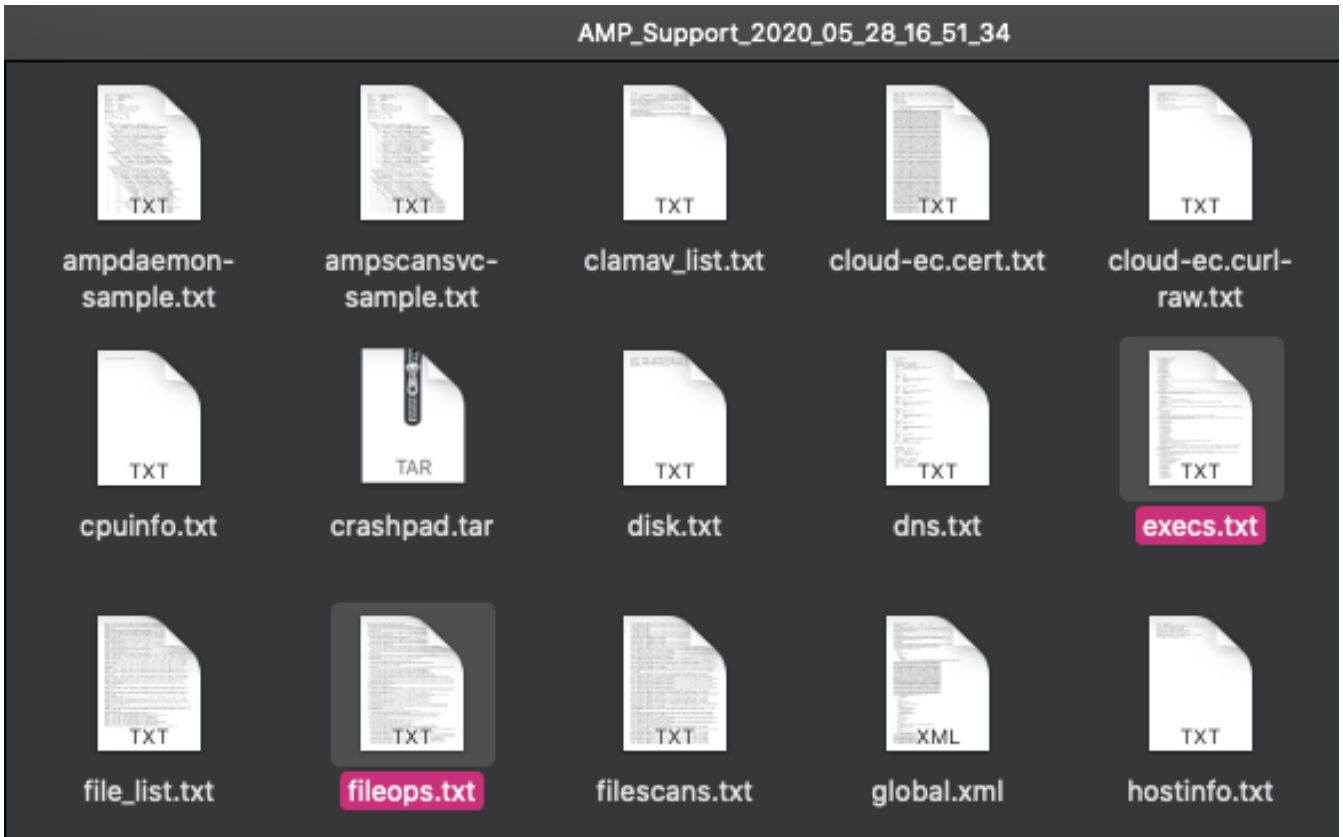 AMP_Support_2020_05_28_16_51_34
TXT
TXT
TXT
TXT
TXT
ampdaemon-
sample.txt
ampscansvc-
sample.txt
clamav_list.txt
cloud-ec.cert.txt
cloud-ec.curl-
raw.txt
TXT
TAR
TXT
TXT
TXT
cpuinfo.txt
crashpad.tar
disk.txt
dns.txt
execs.txt
TXT
TXT
TXT
XML
TXT
file_list.txt
fileops.txt
filescans.txt
global.xml
hostinfo.txt